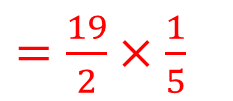 = 19/2 × 1/5